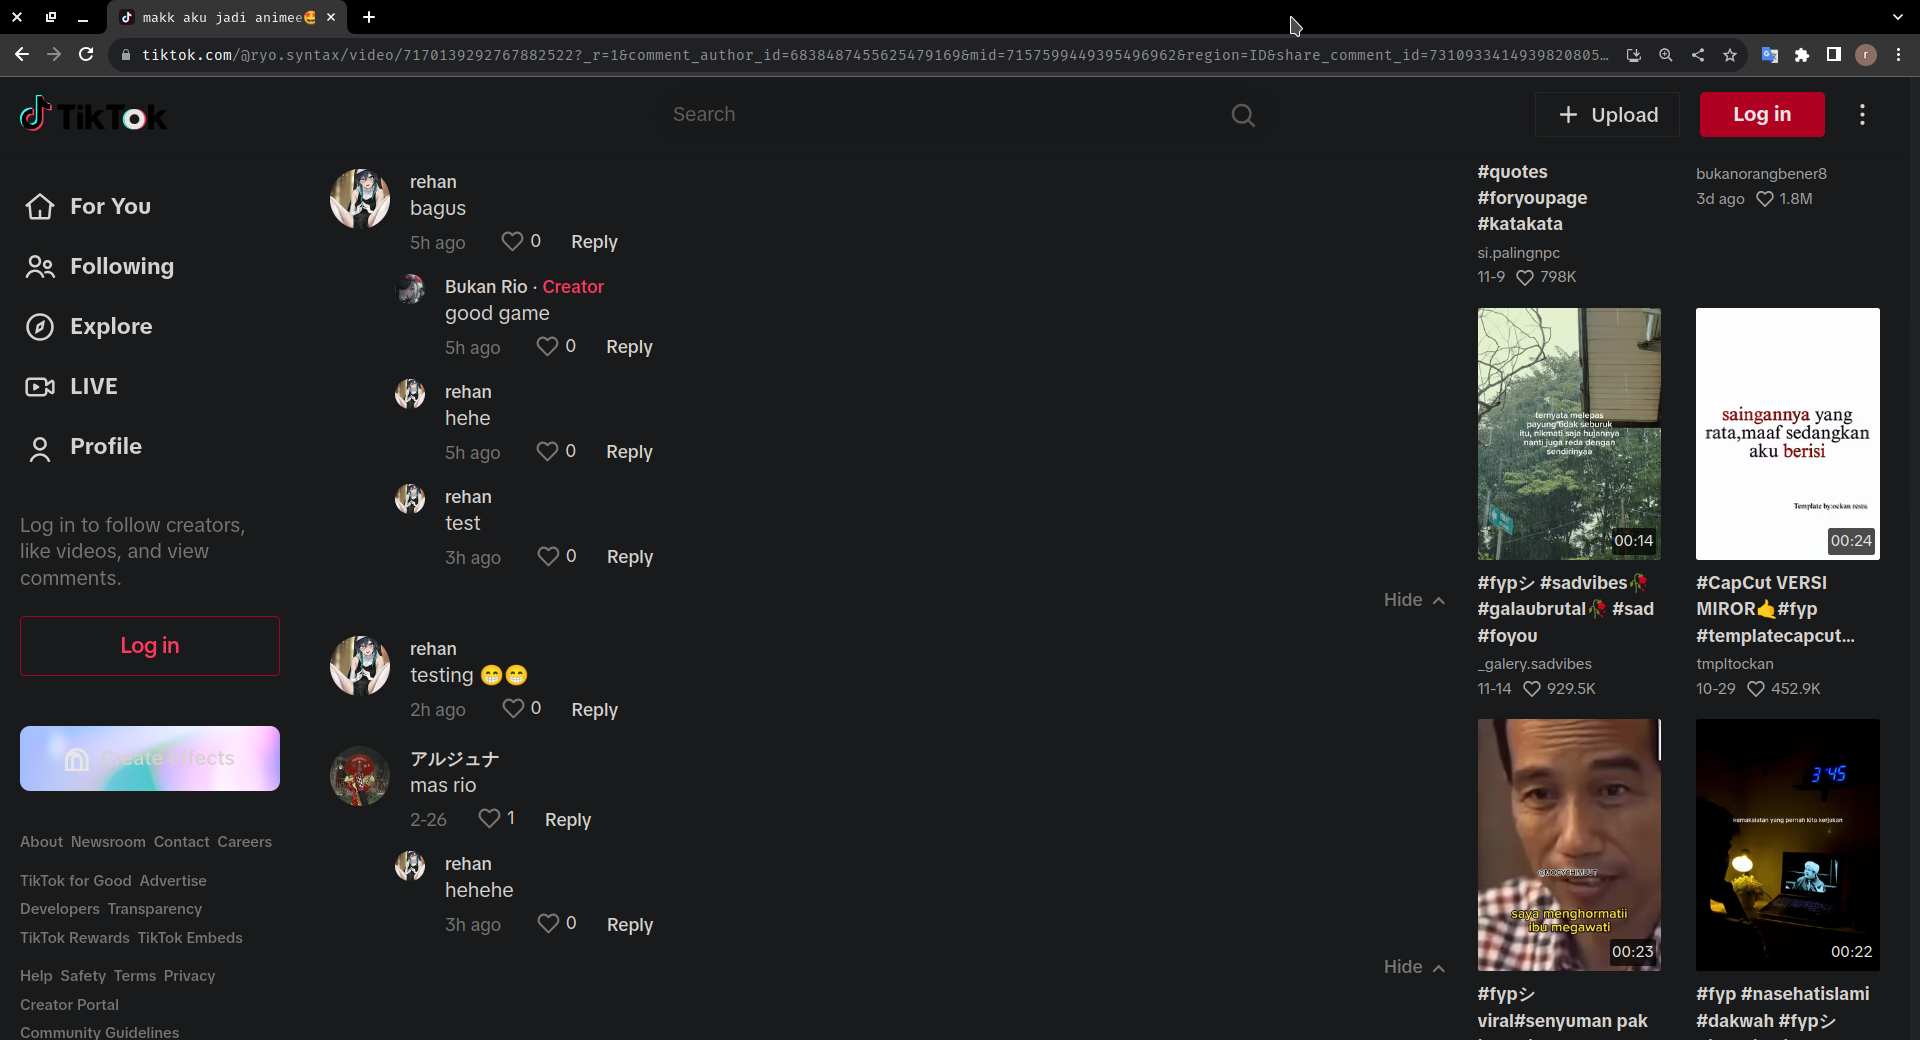 makk aku jadi animee🤩
tiktok.com/@ryo.syntax/video/7170139292767882522?_r=1&comment_author_id=6838487455625479169&mid=7157599449395496962&region=ID&share_comment_id=7310933414939820805…
r
TikTok
Search
Upload
Log in
For You
Following
Explore
LIVE
Profile
Log in to follow creators,
like videos, and view
comments.
Log in
Create effects
About Newsroom Contact Careers
TikTok for Good Advertise
Developers Transparency
TikTok Rewards TikTok Embeds
Help Safety Terms Privacy
Creator Portal
Community Guidelines
rehan
bagus
5h ago 0 Reply
Bukan Rio · Creator
good game
5h ago 0 Reply
rehan
hehe
5h ago 0 Reply
rehan
test
3h ago 0 Reply
Hide
rehan
testing 😁😁
2h ago 0 Reply
アルジュナ
mas rio
2-26 1 Reply
rehan
hehehe
3h ago 0 Reply
Hide
#quotes
#foryoupage
#katakata
si.palingnpc
11-9 798K
bukanorangbener8
3d ago 1.8M
ternyata melepas
payung tidak seburuk
itu, nikmati saja hujannya
nanti juga reda dengan
sendirinyaa
00:14
#fypシ #sadvibes🥀
#galaubrutal🥀 #sad
#foyou
_galery.sadvibes
11-14 929.5K
saingannya yang
rata,maaf sedangkan
aku berisi
Template by:ockan restu
00:24
#CapCut VERSI
MIROR🤙#fyp
#templatecapcut...
tmpltockan
10-29 452.9K
saya menghormatii
ibu megawati
00:23
#fypシ
viral#senyuman pak
3:45
kemaksiatan yang pernah kita kerjakan
00:22
#fyp #nasehatislami
#dakwah #fypシ